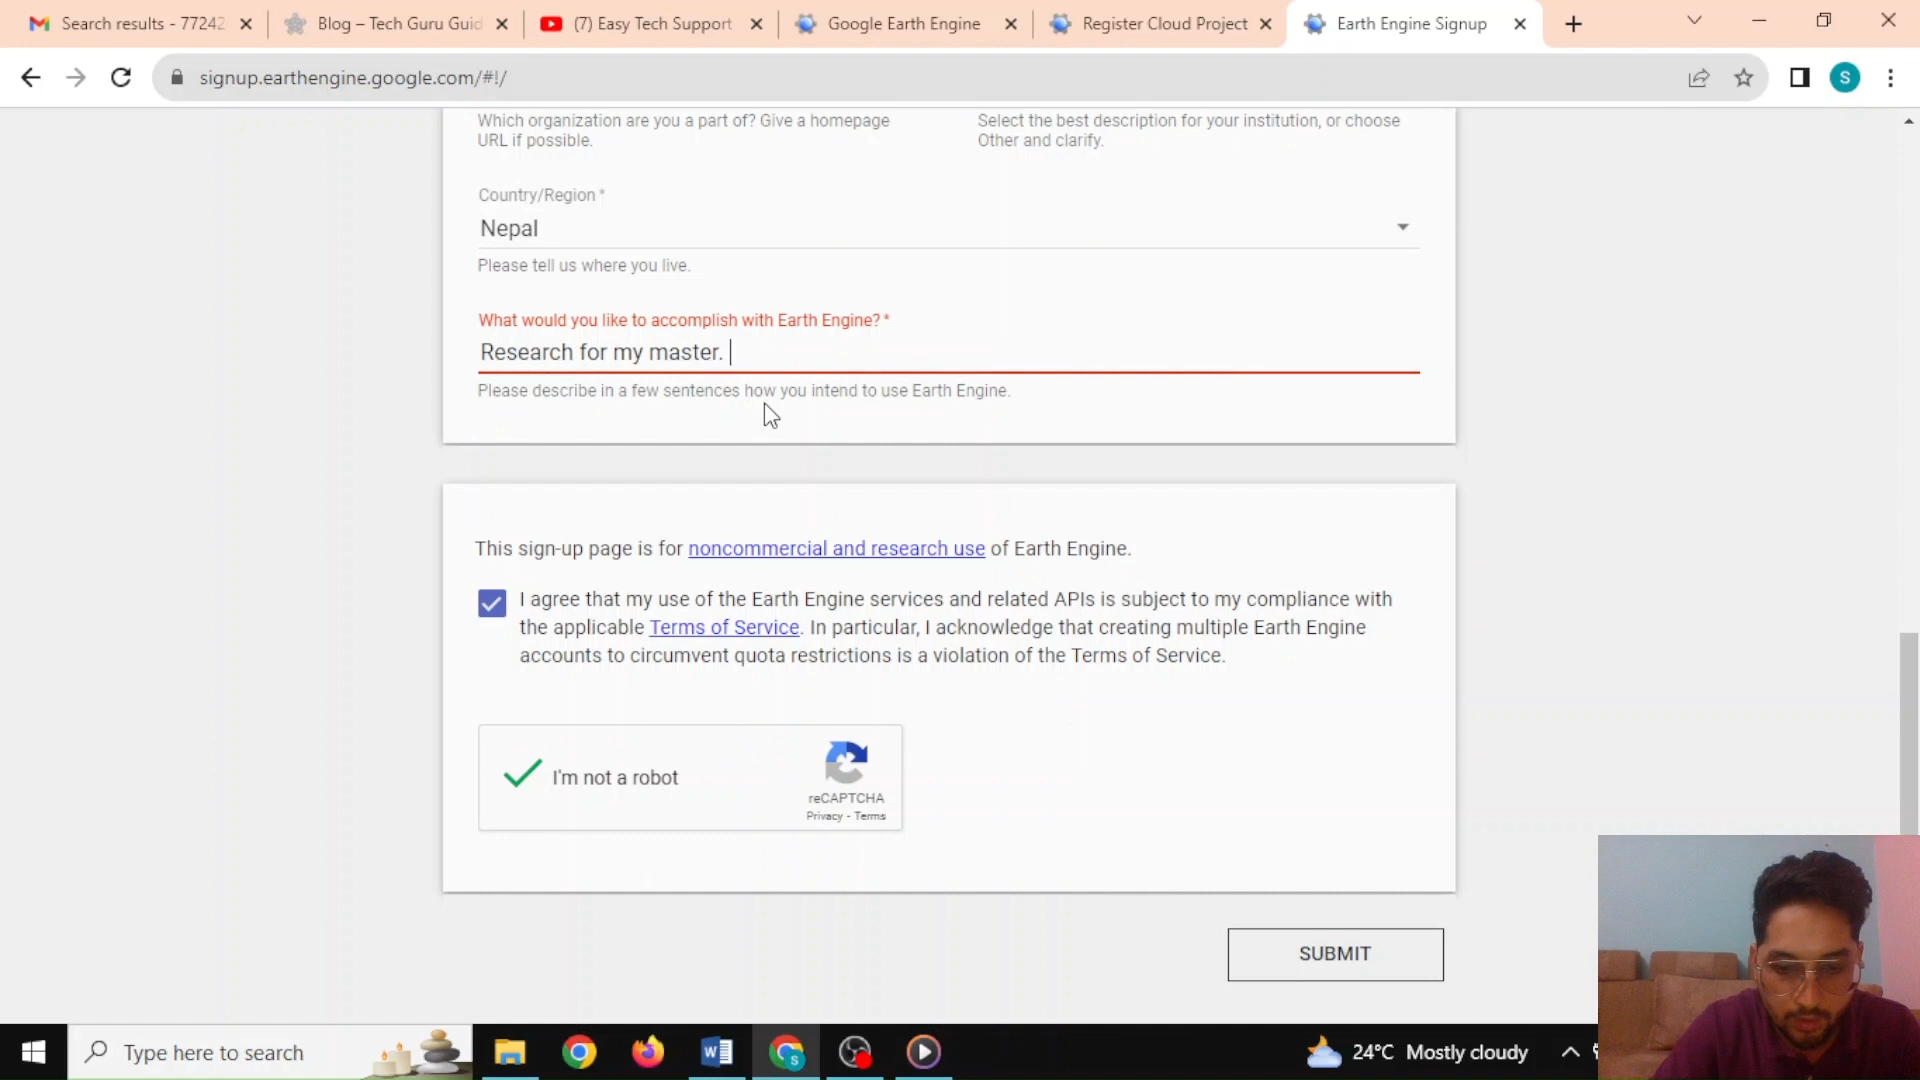 Search results - 77242
Blog – Tech Guru Guid
(7) Easy Tech Support
Google Earth Engine
Register Cloud Project
Earth Engine Signup
signup.earthengine.google.com/#!/
S
Which organization are you a part of? Give a homepage
URL if possible.
Select the best description for your institution, or choose
Other and clarify.
Country/Region *
Nepal
Please tell us where you live.
What would you like to accomplish with Earth Engine? *
Research for my master.
Please describe in a few sentences how you intend to use Earth Engine.
This sign-up page is for noncommercial and research use of Earth Engine.
I agree that my use of the Earth Engine services and related APIs is subject to my compliance with
the applicable Terms of Service. In particular, I acknowledge that creating multiple Earth Engine
accounts to circumvent quota restrictions is a violation of the Terms of Service.
I'm not a robot
reCAPTCHA
Privacy - Terms
SUBMIT
Type here to search
24°C Mostly cloudy